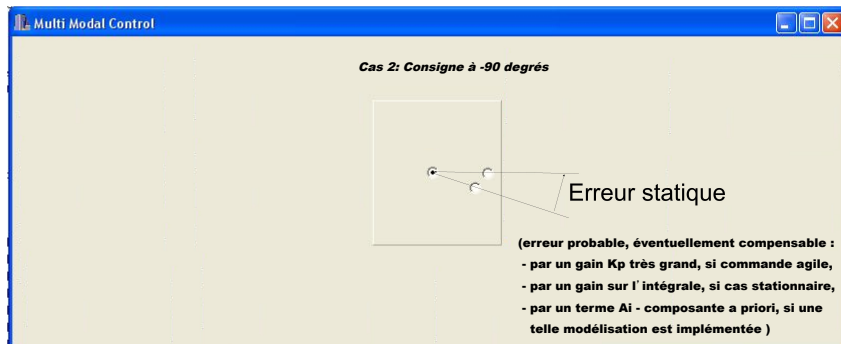 Multi Modal Control
Cas 2: Consigne à -90 degrés
Erreur statique
(erreur probable, éventuellement compensable :
- par un gain Kp très grand, si commande agile,
- par un gain sur l'intégrale, si cas stationnaire,
- par un terme Ai - composante a priori, si une
telle modélisation est implémentée )